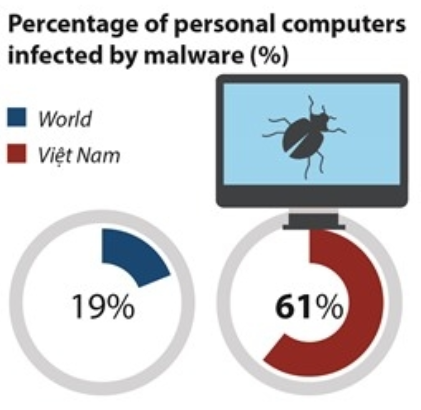 Percentage of personal computers
infected by malware (%)
World
Việt Nam
19%
61%